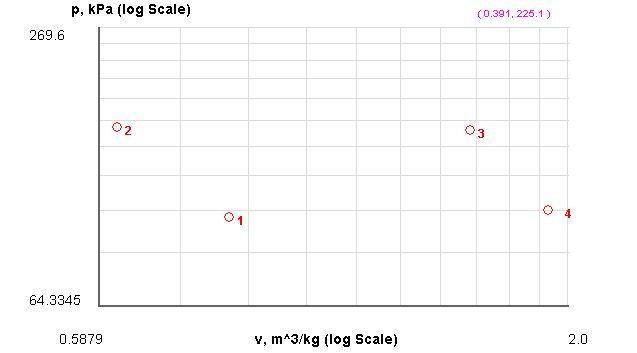 p, kPa (log Scale)
( 0.391, 225.1 )
269.6
2
3
1
4
64.3345
0.5879
v, m^3/kg (log Scale)
2.0